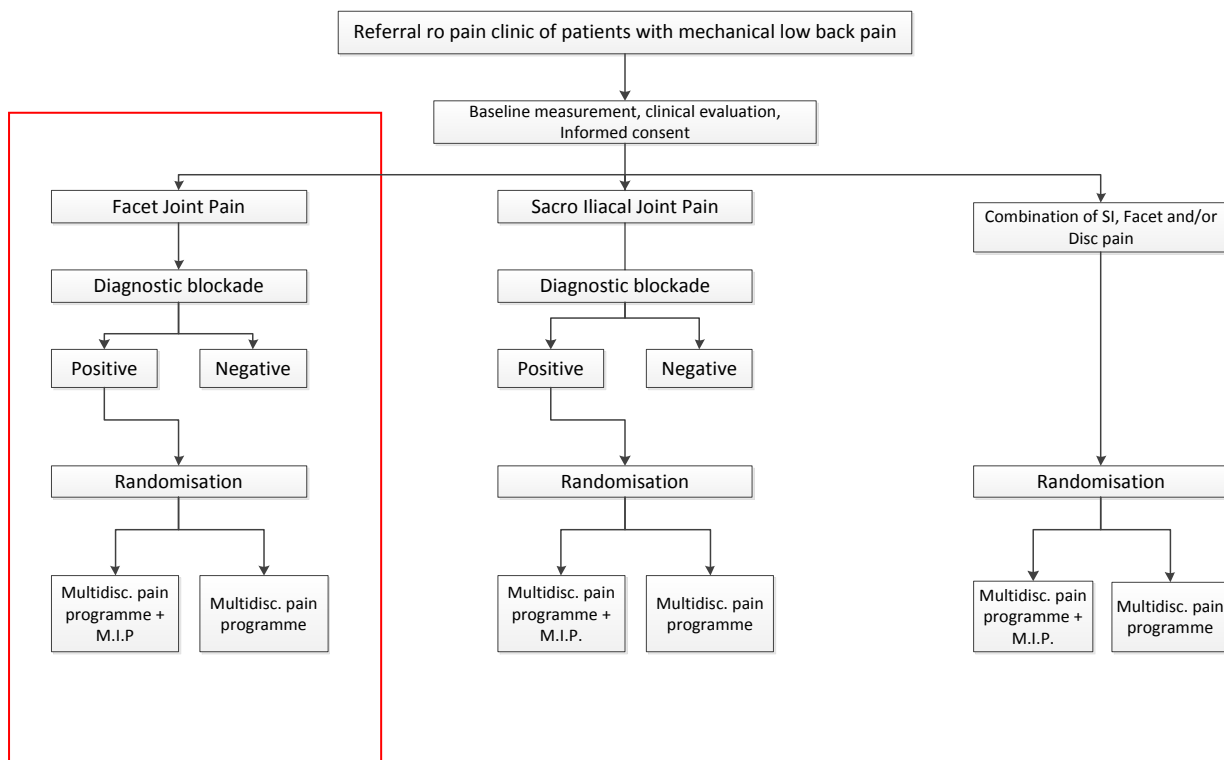 Referral ro pain clinic of patients with mechanical low back pain
Baseline measurement, clinical evaluation,
Informed consent
Facet Joint Pain
Sacro Iliacal Joint Pain
Combination of SI, Facet and/or
Disc pain
Diagnostic blockade
Diagnostic blockade
Positive
Negative
Positive
Negative
Randomisation
Randomisation
Randomisation
Multidisc. pain
programme +
M.I.P
Multidisc. pain
programme
Multidisc. pain
programme +
M.I.P.
Multidisc. pain
programme
Multidisc. pain
programme +
M.I.P.
Multidisc. pain
programme